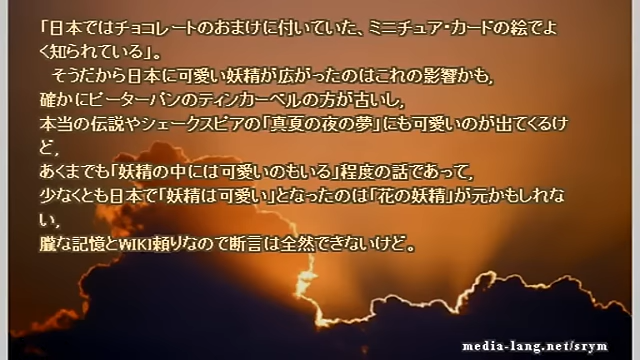 「日本ではチョコレートのおまけに付いていた、ミニチュア・カードの絵でよ
く知られている」。
そうだから日本に可愛い妖精が広がったのはこれの影響かも,
確かにピーターパンのティンカーベルの方が古いし,
本当の伝説やシェークスピアの「真夏の夜の夢」にも可愛いのが出てくるけ
ど,
あくまでも「妖精の中には可愛いのもいる」程度の話であって,
少なくとも日本で「妖精は可愛い」となったのは「花の妖精」が元かもしれな
い,
朧な記憶とWIKI頼りなので断言は全然できないけど。
media-lang.net/srym